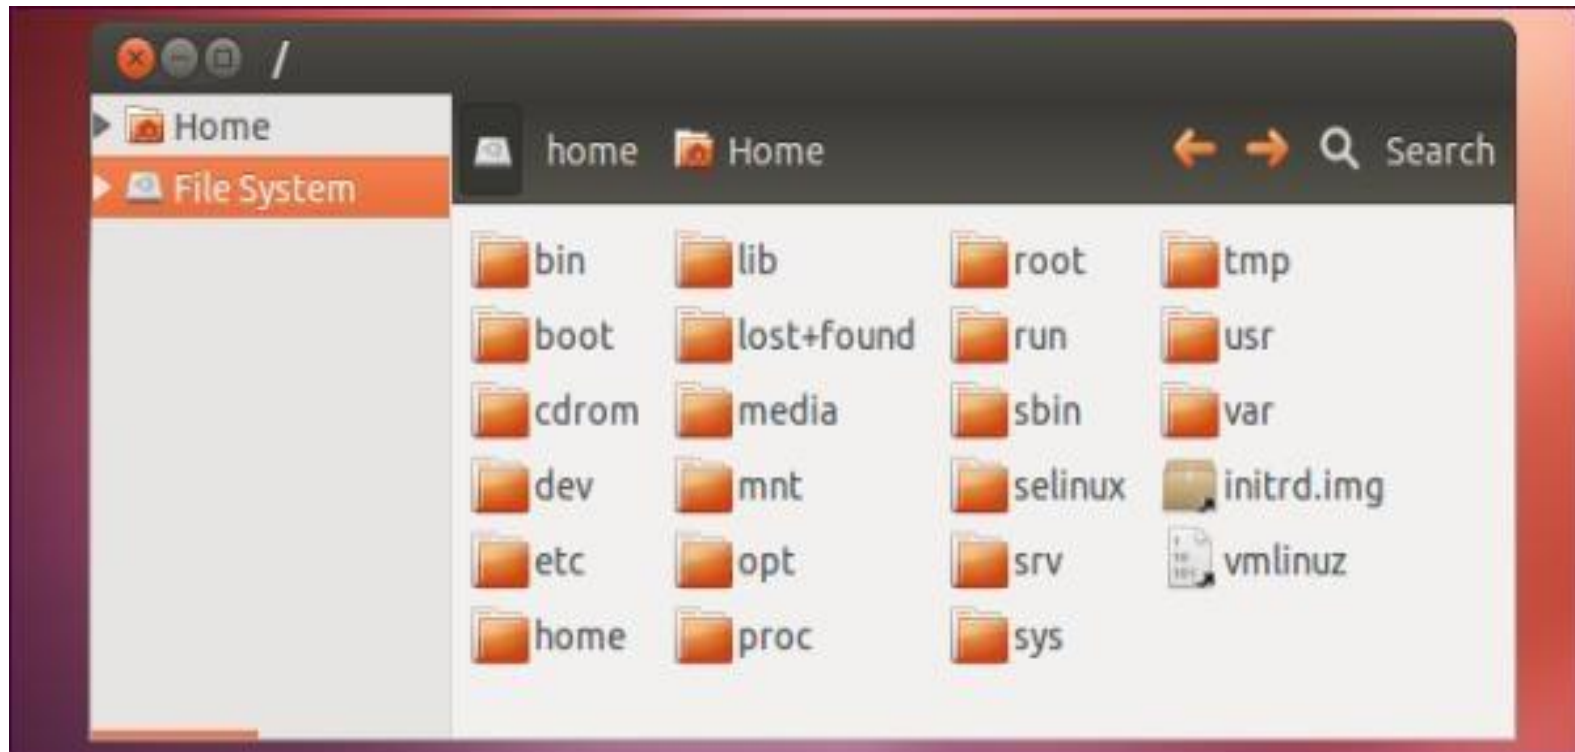 /
Home
File System
home Home Search
bin lib root tmp
boot lost+found run usr
cdrom media sbin var
dev mnt selinux initrd.img
etc opt srv vmlinuz
home proc sys